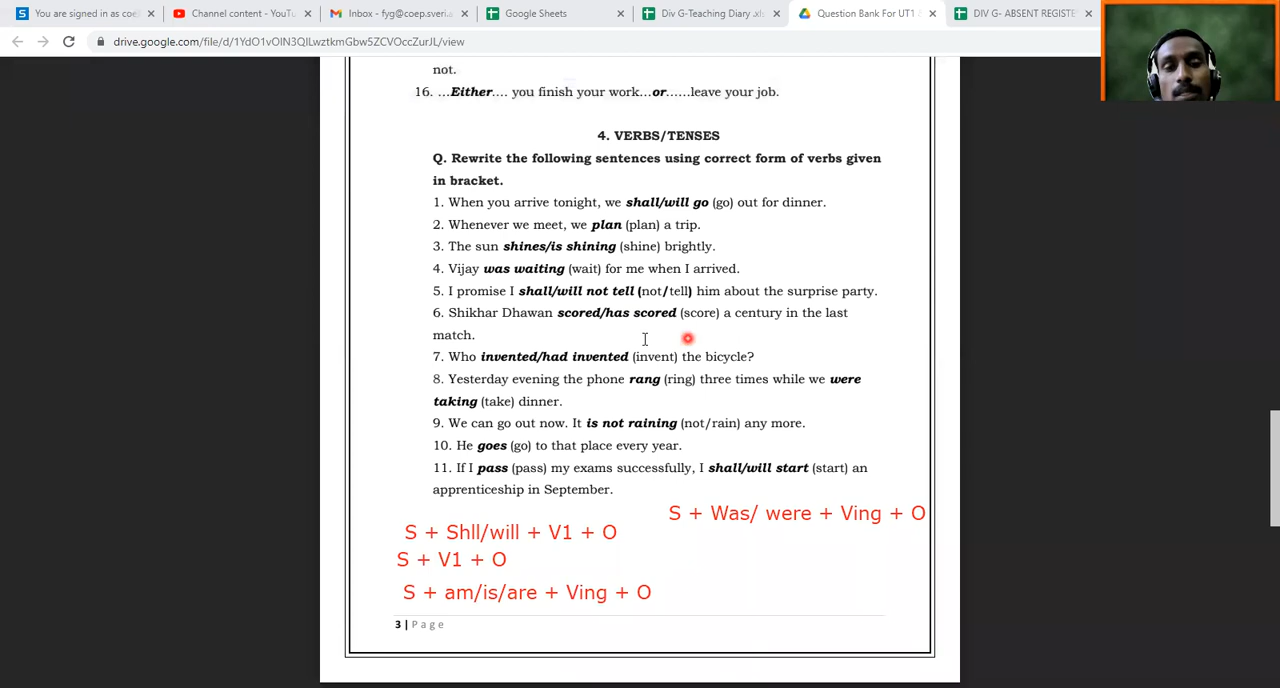 You are signed in as coë
Channel content - YouTu
Inbox - fyg@coep.sveri.a
Google Sheets
Div G-Teaching Diary .xls
Question Bank For UT1 &
DIV G- ABSENT REGISTE
drive.google.com/file/d/1YdO1vOIN3QILwztkmGbw5ZCVOccZurJL/view
not.
16. ...Either.... you finish your work...or......leave your job.
4. VERBS/TENSES
Q. Rewrite the following sentences using correct form of verbs given
in bracket.
1. When you arrive tonight, we shall/will go (go) out for dinner.
2. Whenever we meet, we plan (plan) a trip.
3. The sun shines/is shining (shine) brightly.
4. Vijay was waiting (wait) for me when I arrived.
5. I promise I shall/will not tell (not/tell) him about the surprise party.
6. Shikhar Dhawan scored/has scored (score) a century in the last
match.
7. Who invented/had invented (invent) the bicycle?
8. Yesterday evening the phone rang (ring) three times while we were
taking (take) dinner.
9. We can go out now. It is not raining (not/rain) any more.
10. He goes (go) to that place every year.
11. If I pass (pass) my exams successfully, I shall/will start (start) an
apprenticeship in September.
S + Was/ were + Ving + O
S + Shll/will + V1 + O
S + V1 + O
S + am/is/are + Ving + O
3 | Page